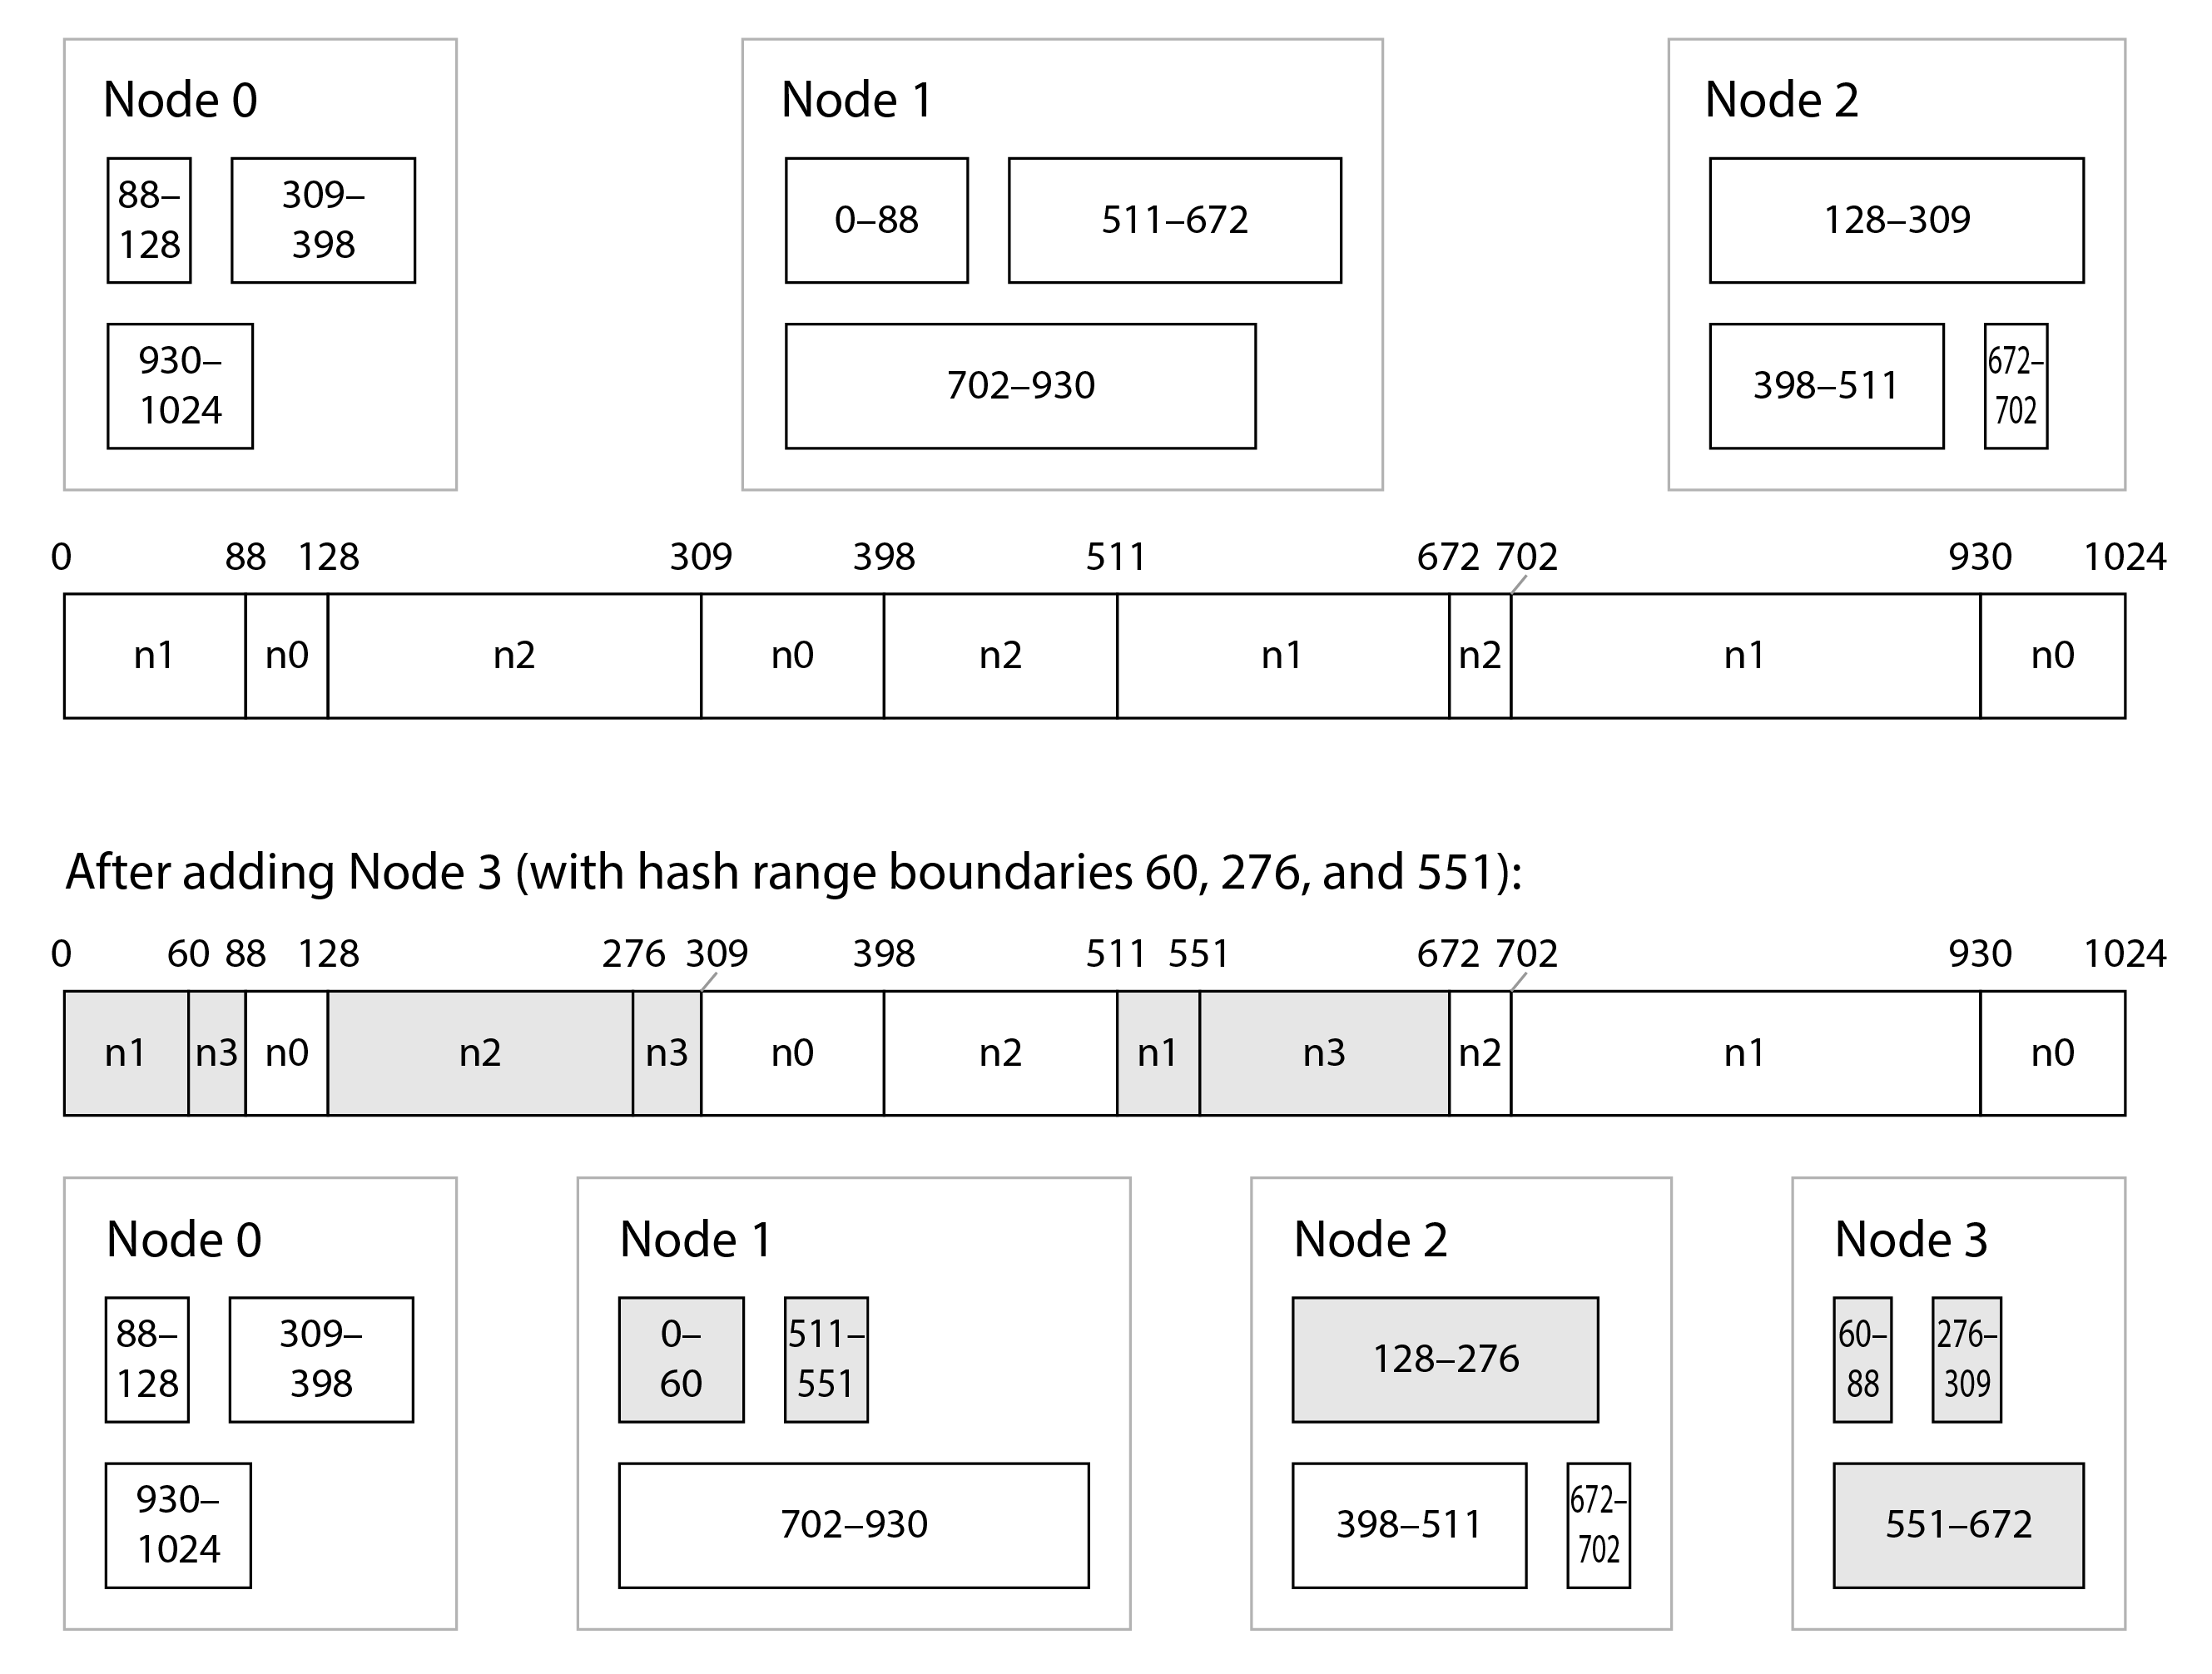 Node 0
88–
128
309–
398
930–
1024
Node 1
0–88
511–672
702–930
Node 2
128–309
398–511
672–
702
0 88 128 309 398 511 672 702 930 1024
n1 n0 n2 n0 n2 n1 n2 n1 n0
After adding Node 3 (with hash range boundaries 60, 276, and 551):
0 60 88 128 276 309 398 511 551 672 702 930 1024
n1 n3 n0 n2 n3 n0 n2 n1 n3 n2 n1 n0
Node 0
88–
128
309–
398
930–
1024
Node 1
0–
60
511–
551
702–930
Node 2
128–276
398–511
672–
702
Node 3
60–
88
276–
309
551–672